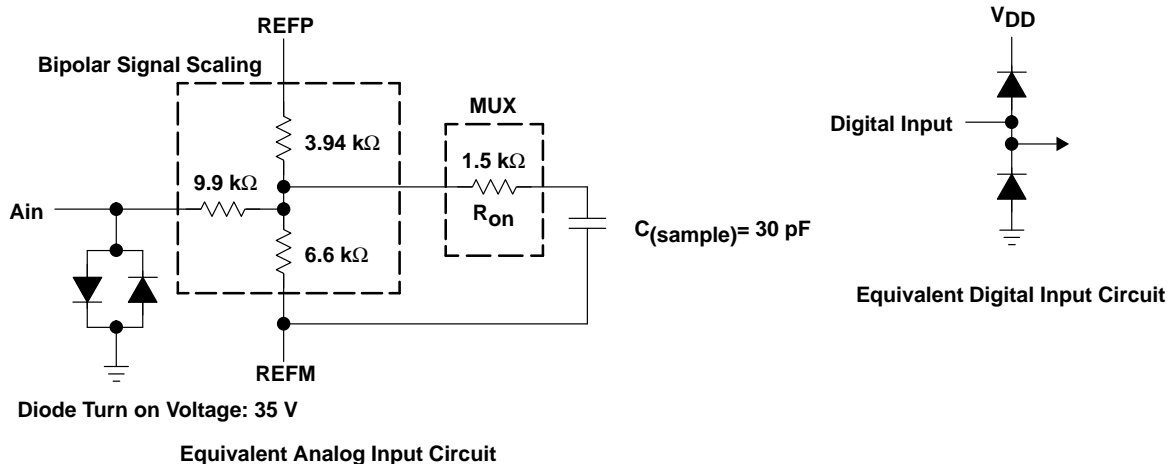 REFP
Bipolar Signal Scaling
MUX
3.94 kΩ
1.5 kΩ
9.9 kΩ
Ain
Ron
C(sample)= 30 pF
6.6 kΩ
REFM
Diode Turn on Voltage: 35 V
Equivalent Analog Input Circuit
VDD
Digital Input
Equivalent Digital Input Circuit